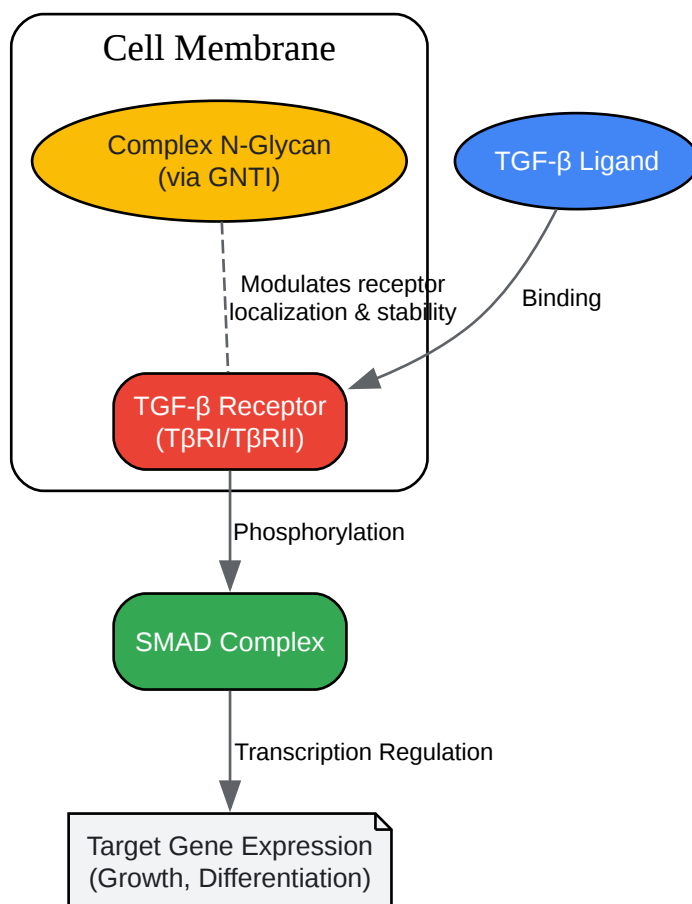 Cell Membrane
Complex N-Glycan
(via GNTI)
TGF-β Ligand
Modulates receptor
localization & stability
Binding
TGF-β Receptor
(TβRI/TβRII)
Phosphorylation
SMAD Complex
Transcription Regulation
Target Gene Expression
(Growth, Differentiation)